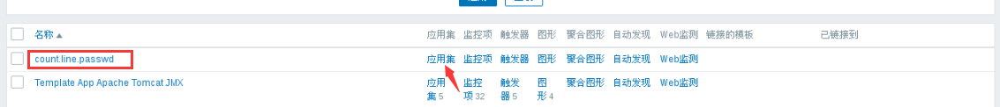 名称 ▲ 应用集 监控项 触发器 图形 聚合图形 自动发现 Web监测 链接的模板 已链接到
count.line.passwd 应用集 监控项 触发器 图形 聚合图形 自动发现 Web监测
Template App Apache Tomcat JMX 应用 监控 触发 图 聚合图形 自动发现 Web监测
集 5 项 32 器 5 形 4